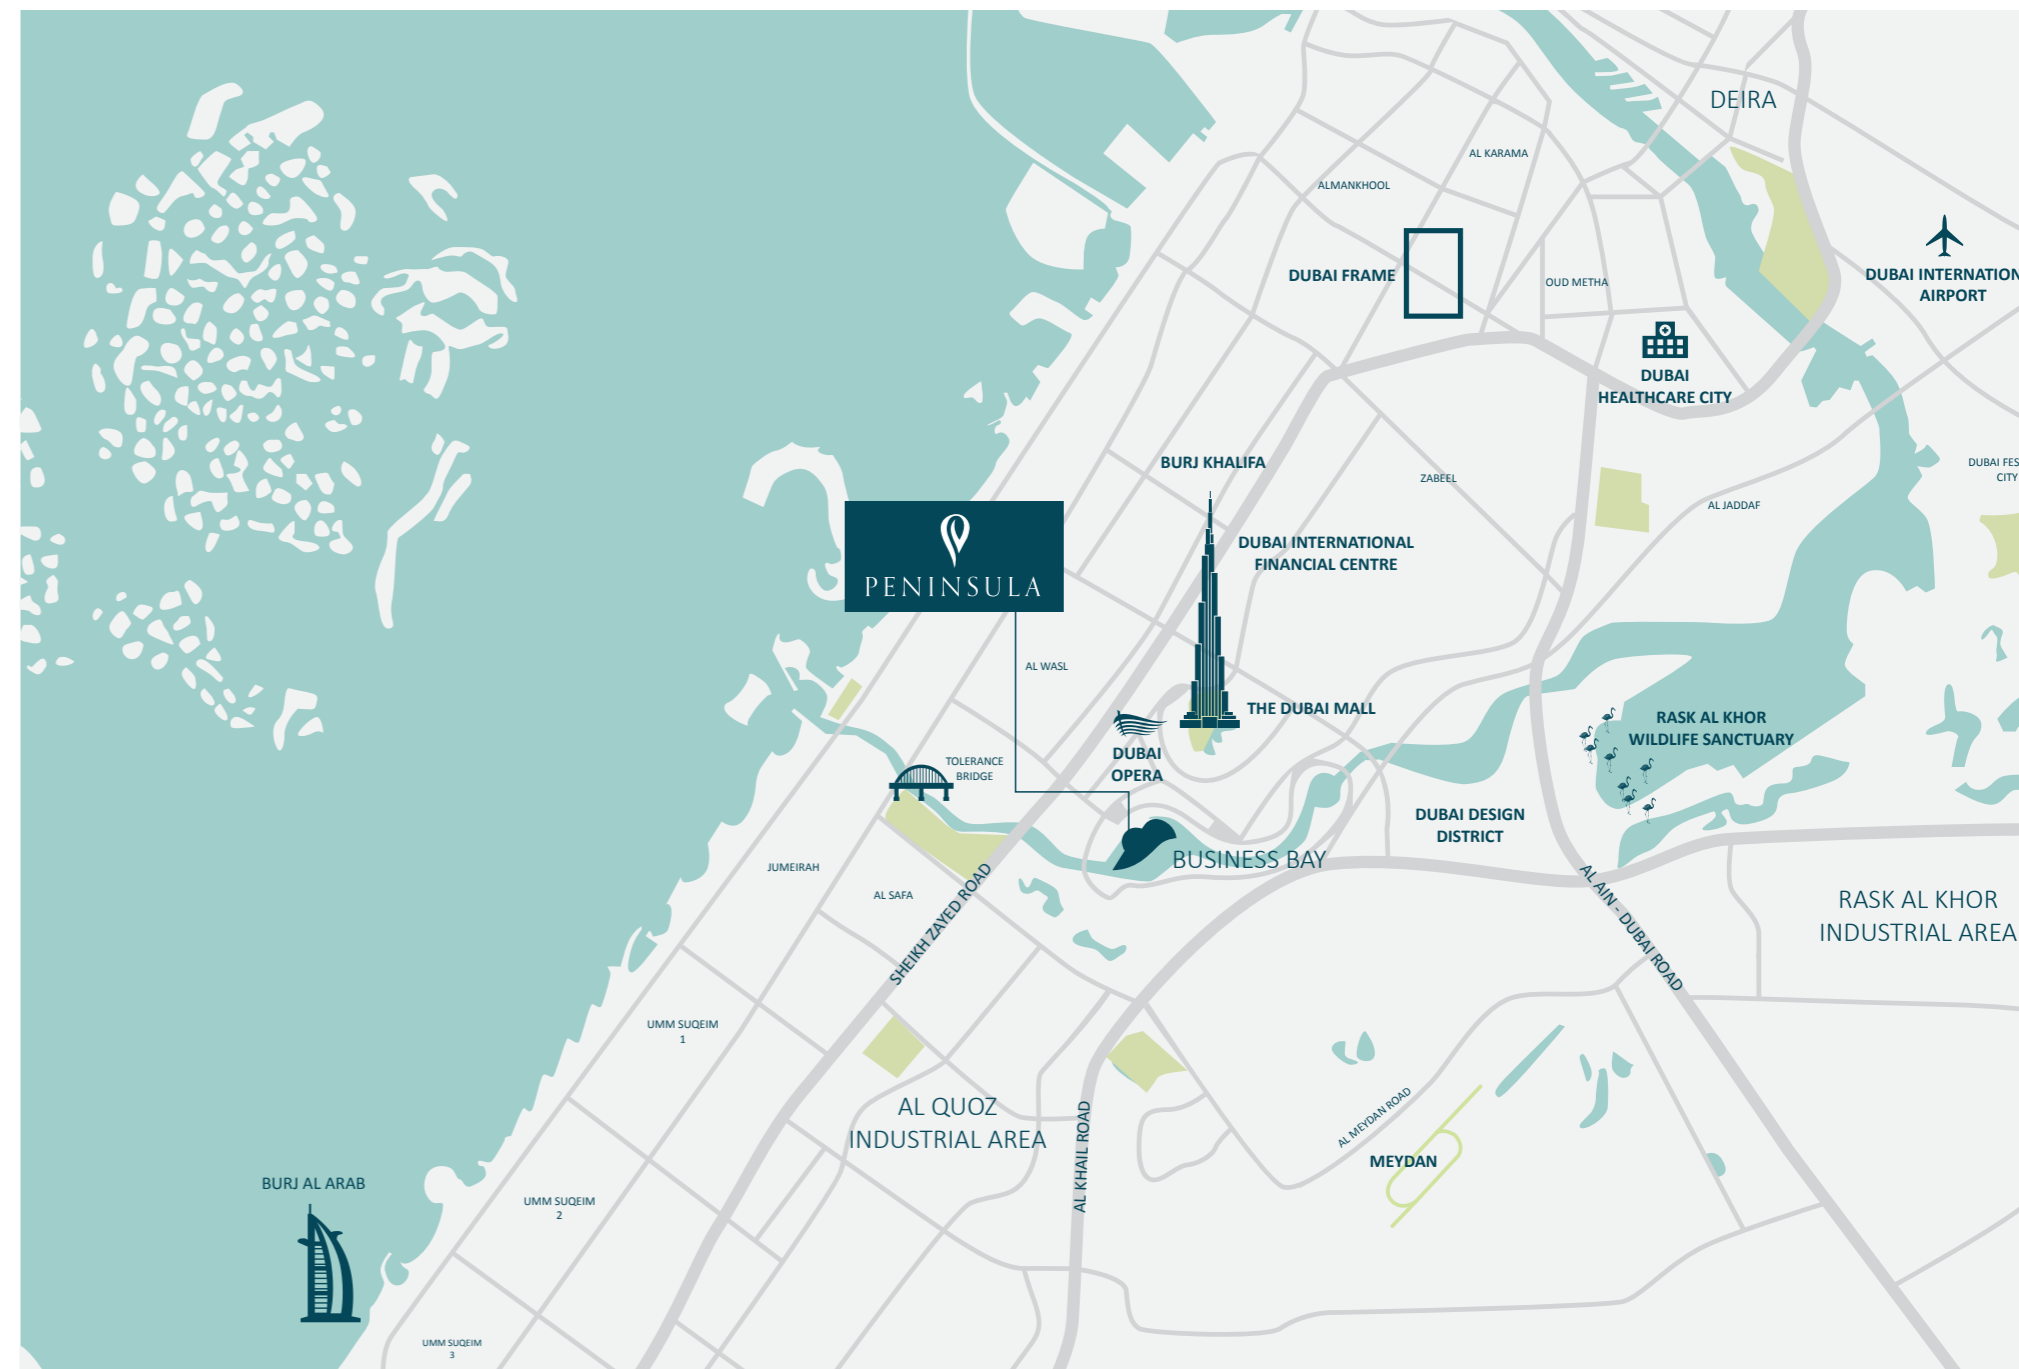 DEIRA
AL KARAMA
ALMANKHOOL
DUBAI FRAME
OUD METHA
DUBAI INTERNATION
AIRPORT
DUBAI
HEALTHCARE CITY
BURJ KHALIFA
ZABEEL
DUBAI FES
CITY
AL JADDAF
DUBAI INTERNATIONAL
FINANCIAL CENTRE
PENINSULA
AL WASL
THE DUBAI MALL
RASK AL KHOR
WILDLIFE SANCTUARY
DUBAI
OPERA
TOLERANCE
BRIDGE
DUBAI DESIGN
DISTRICT
BUSINESS BAY
JUMEIRAH
AL SAFA
SHEIKH ZAYED ROAD
AL AIN - DUBAI ROAD
RASK AL KHOR
INDUSTRIAL AREA
UMM SUQEIM
1
AL QUOZ
INDUSTRIAL AREA
AL KHAIL ROAD
AL MEYDAN ROAD
MEYDAN
BURJ AL ARAB
UMM SUQEIM
2
UMM SUQEIM
3